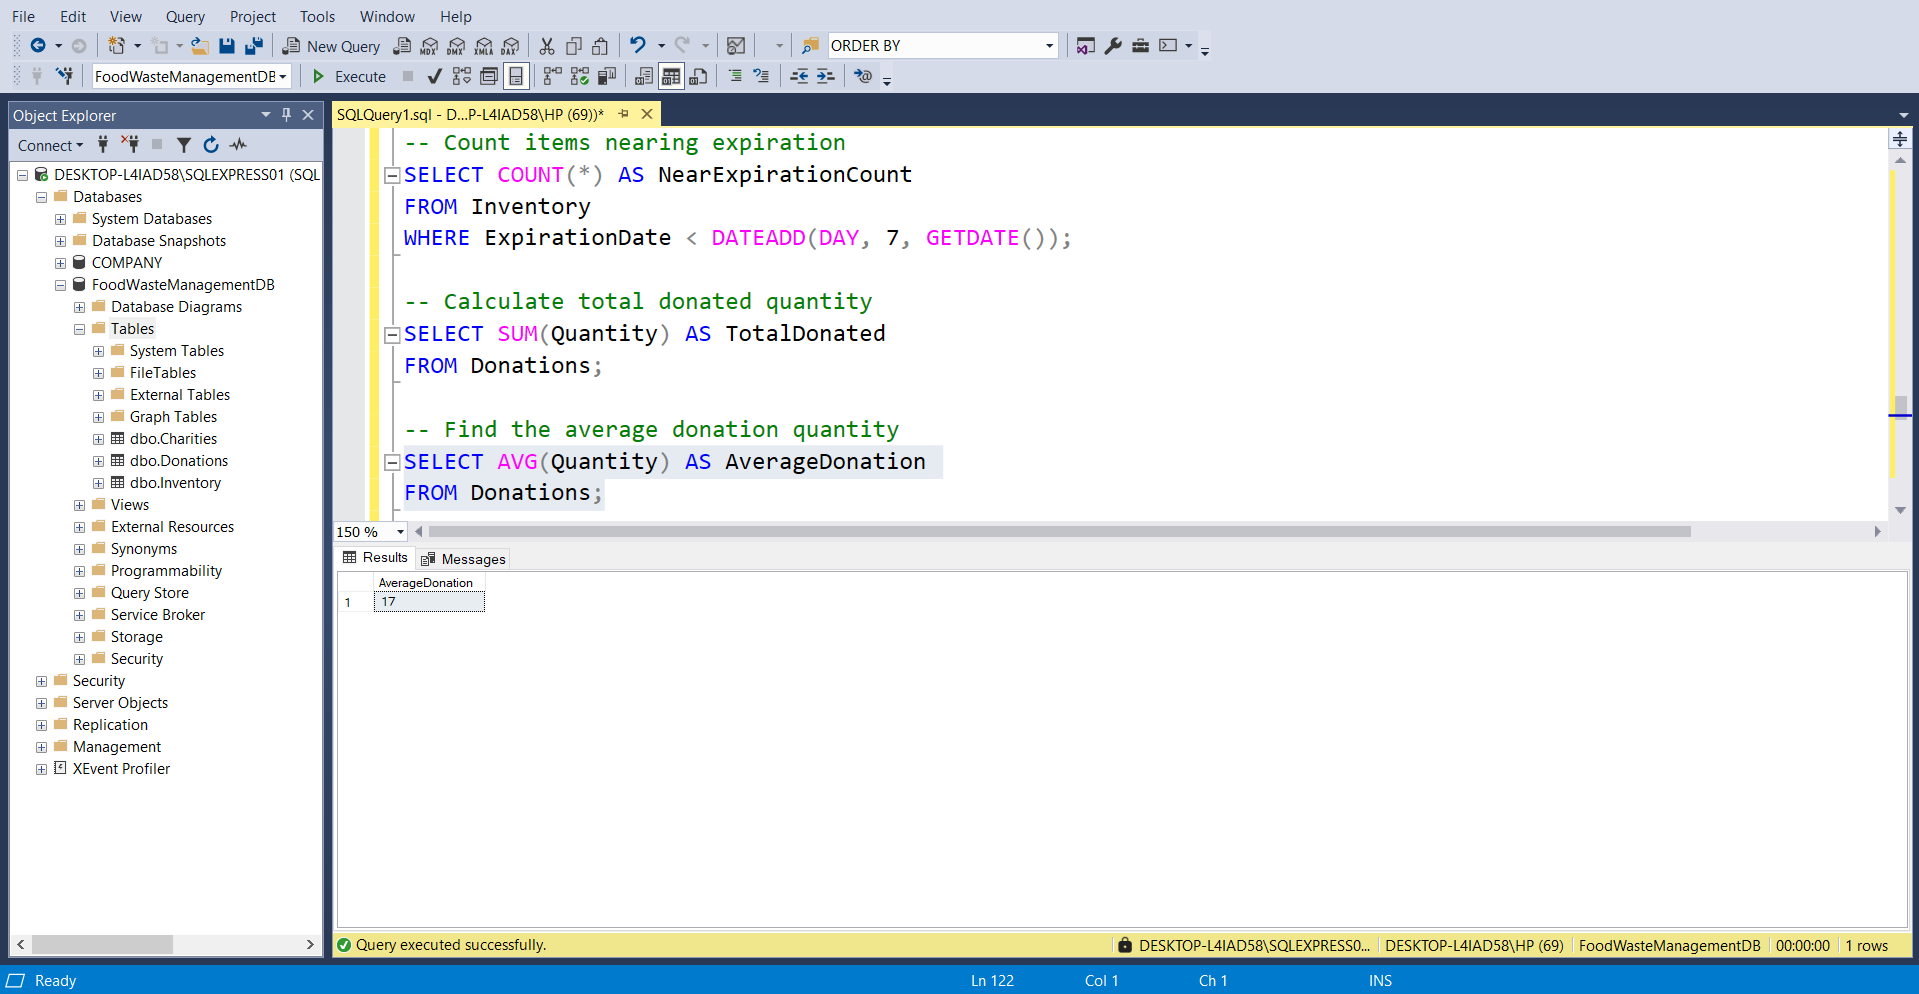 File Edit View Query Project Tools Window Help
New Query MDX DMX XMLA DAX ORDER BY
FoodWasteManagementDB Execute
Object Explorer
Connect
DESKTOP-L4IAD58\SQLEXPRESS01 (SQL
Databases
System Databases
Database Snapshots
COMPANY
FoodWasteManagementDB
Database Diagrams
Tables
System Tables
FileTables
External Tables
Graph Tables
dbo.Charities
dbo.Donations
dbo.Inventory
Views
External Resources
Synonyms
Programmability
Query Store
Service Broker
Storage
Security
Security
Server Objects
Replication
Management
XEvent Profiler
SQLQuery1.sql - D...P-L4IAD58\HP (69))*
-- Count items nearing expiration
SELECT COUNT(*) AS NearExpirationCount
FROM Inventory
WHERE ExpirationDate < DATEADD(DAY, 7, GETDATE());
-- Calculate total donated quantity
SELECT SUM(Quantity) AS TotalDonated
FROM Donations;
-- Find the average donation quantity
SELECT AVG(Quantity) AS AverageDonation
FROM Donations;
150 %
Results Messages
AverageDonation
1 17
Query executed successfully. DESKTOP-L4IAD58\SQLEXPRESS0... DESKTOP-L4IAD58\HP (69) FoodWasteManagementDB 00:00:00 1 rows
Ready Ln 122 Col 1 Ch 1 INS